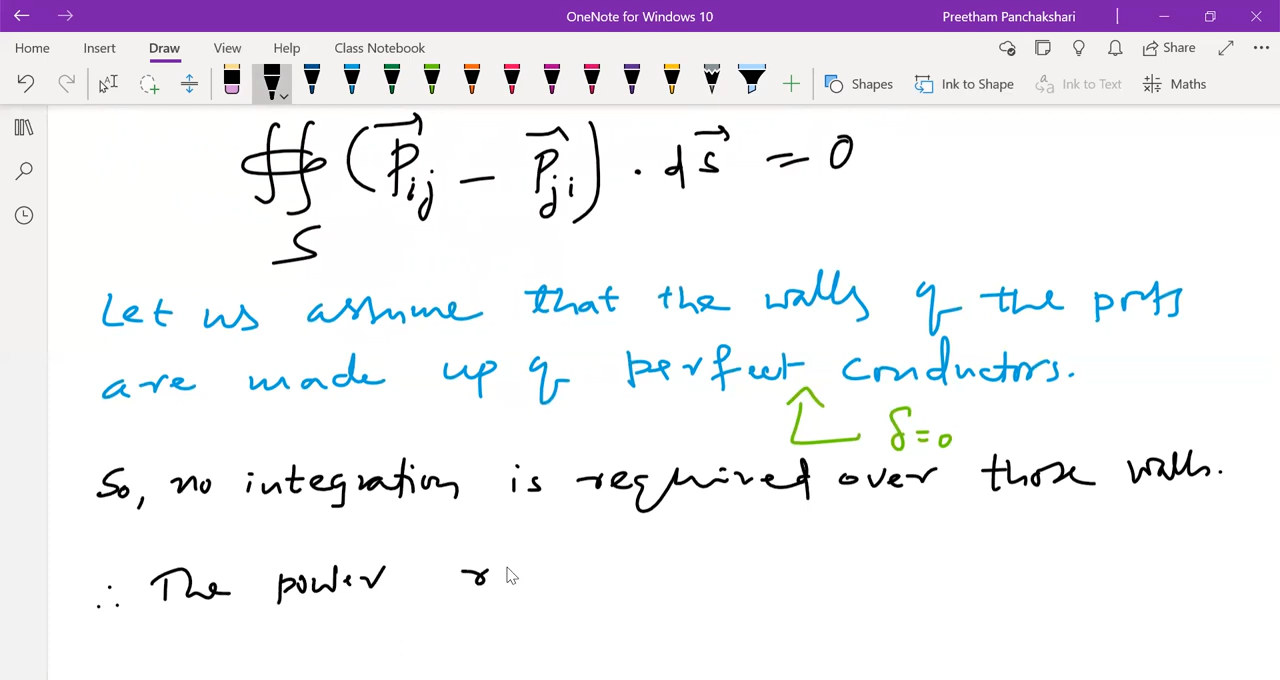 OneNote for Windows 10
Preetham Panchakshari
Home Insert Draw View Help Class Notebook Share
Shapes Ink to Shape Ink to Text Maths
∯ (P⃗ij − P⃗ji) · ds⃗ = 0
S
Let us assume that the walls of the ports
are made up of perfect conductors.
δ=0
So, no integration is required over those walls.
∴ The power r